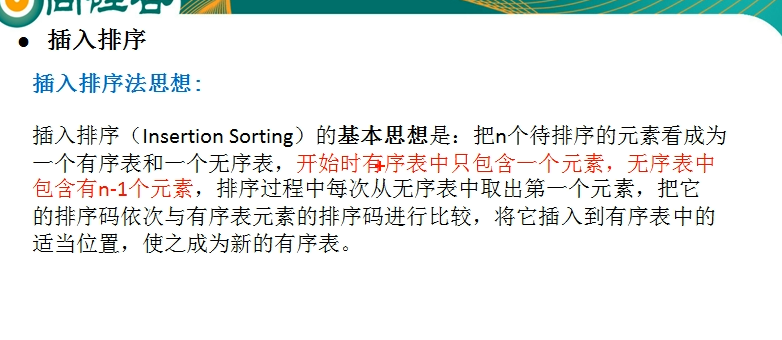 ● 插入排序
插入排序法思想:
插入排序（Insertion Sorting）的基本思想是：把n个待排序的元素看成为
一个有序表和一个无序表，开始时有序表中只包含一个元素，无序表中
包含有n-1个元素，排序过程中每次从无序表中取出第一个元素，把它
的排序码依次与有序表元素的排序码进行比较，将它插入到有序表中的
适当位置，使之成为新的有序表。